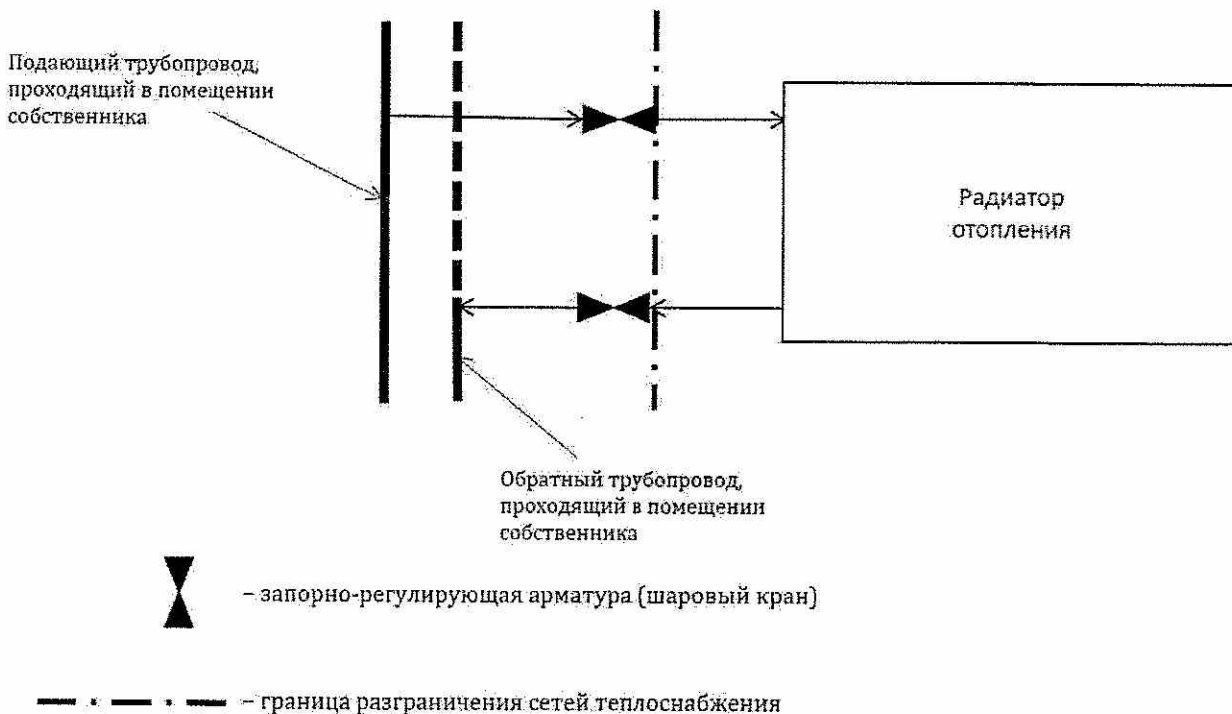 Подающий трубопровод,
проходящий в помещении
собственника
Радиатор
отопления
Обратный трубопровод,
проходящий в помещении
собственника
– запорно-регулирующая арматура (шаровый кран)
– граница разграничения сетей теплоснабжения